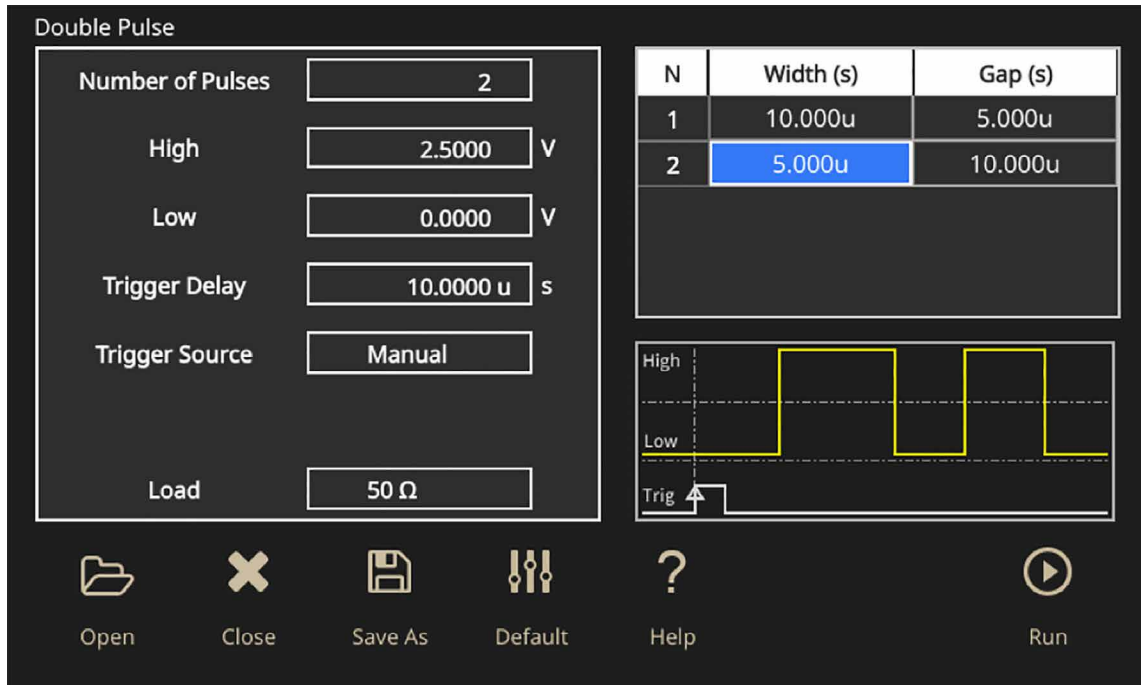 Double Pulse
Number of Pulses 2
High 2.5000 V
Low 0.0000 V
Trigger Delay 10.0000 u s
Trigger Source Manual
Load 50 Ω
N Width (s) Gap (s)
1 10.000u 5.000u
2 5.000u 10.000u
High
Low
Trig
Open Close Save As Default Help Run